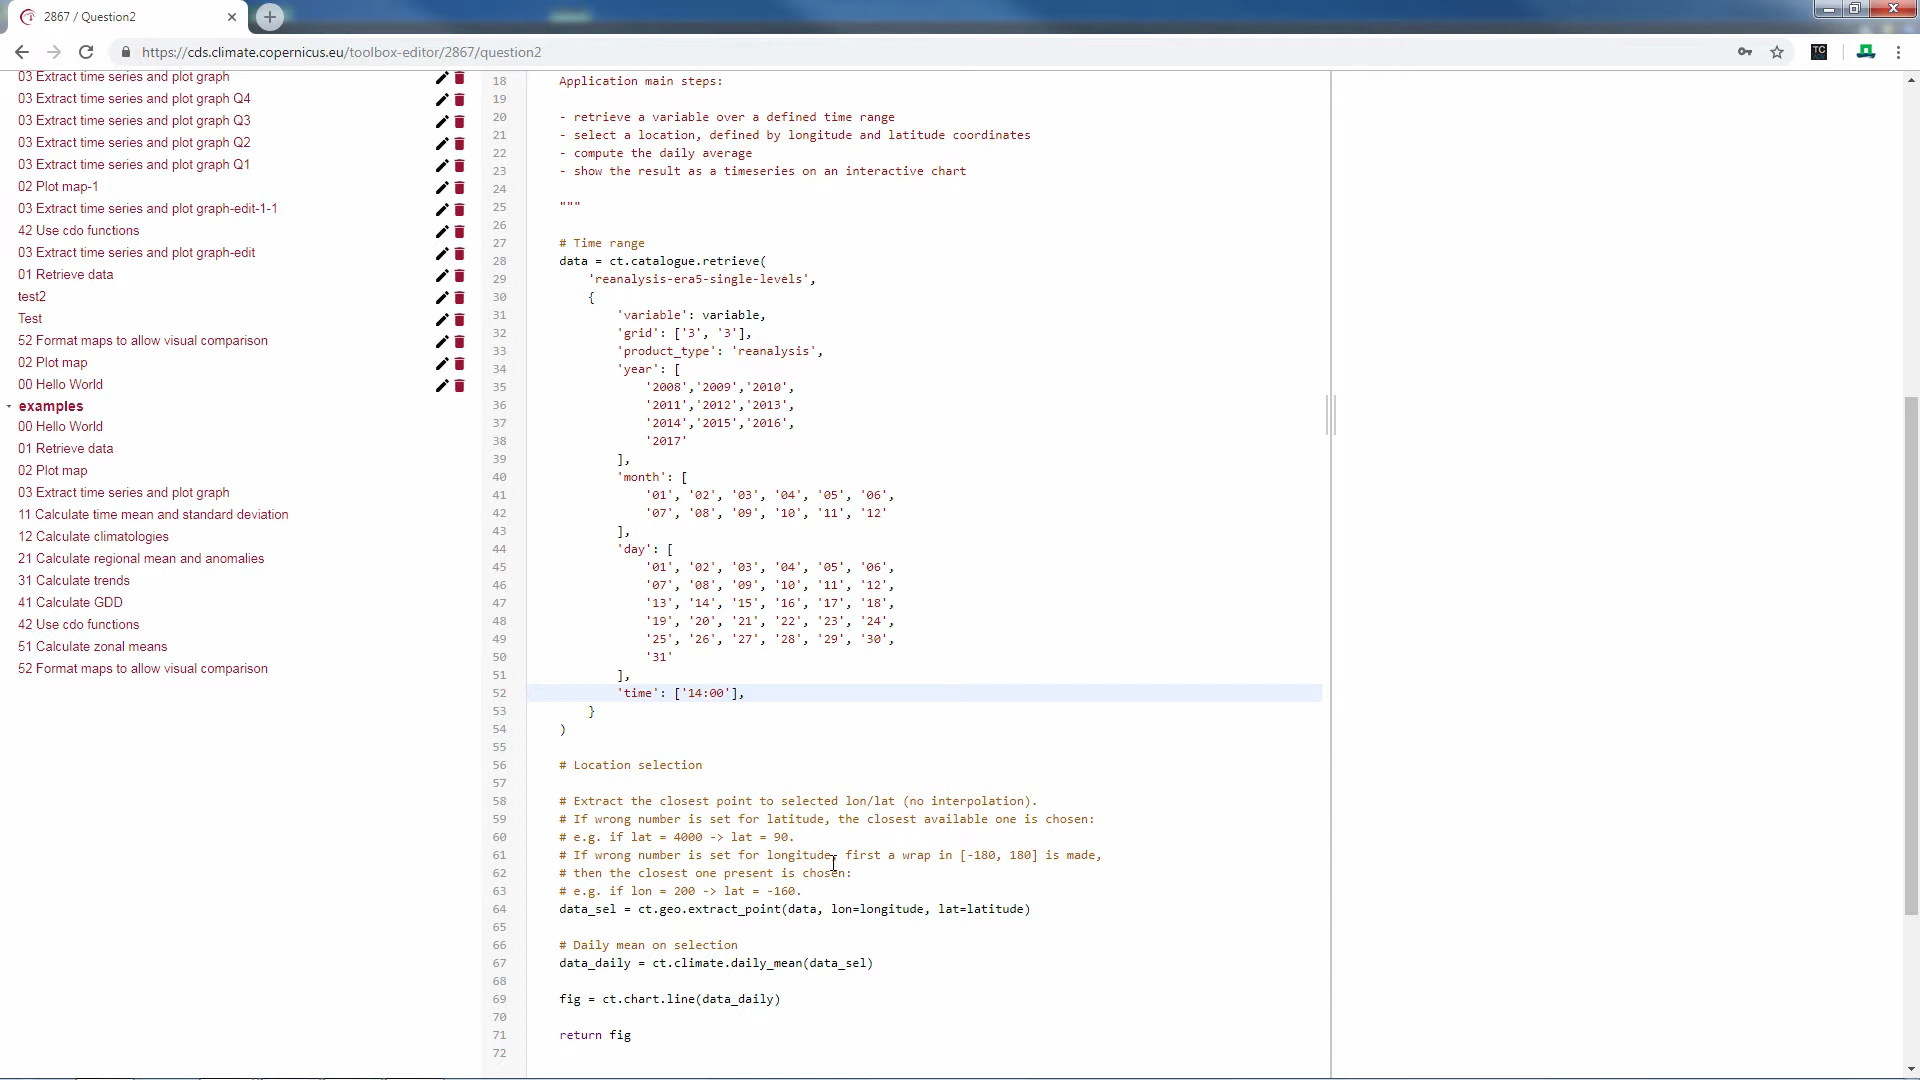 2867 / Question2
https://cds.climate.copernicus.eu/toolbox-editor/2867/question2
03 Extract time series and plot graph
03 Extract time series and plot graph Q4
03 Extract time series and plot graph Q3
03 Extract time series and plot graph Q2
03 Extract time series and plot graph Q1
02 Plot map-1
03 Extract time series and plot graph-edit-1-1
42 Use cdo functions
03 Extract time series and plot graph-edit
01 Retrieve data
test2
Test
52 Format maps to allow visual comparison
02 Plot map
00 Hello World
examples
00 Hello World
01 Retrieve data
02 Plot map
03 Extract time series and plot graph
11 Calculate time mean and standard deviation
12 Calculate climatologies
21 Calculate regional mean and anomalies
31 Calculate trends
41 Calculate GDD
42 Use cdo functions
51 Calculate zonal means
52 Format maps to allow visual comparison
18 Application main steps:
19
20 - retrieve a variable over a defined time range
21 - select a location, defined by longitude and latitude coordinates
22 - compute the daily average
23 - show the result as a timeseries on an interactive chart
24
25 """
26
27 # Time range
28 data = ct.catalogue.retrieve(
29 'reanalysis-era5-single-levels',
30 {
31 'variable': variable,
32 'grid': ['3', '3'],
33 'product_type': 'reanalysis',
34 'year': [
35 '2008','2009','2010',
36 '2011','2012','2013',
37 '2014','2015','2016',
38 '2017'
39 ],
40 'month': [
41 '01', '02', '03', '04', '05', '06',
42 '07', '08', '09', '10', '11', '12'
43 ],
44 'day': [
45 '01', '02', '03', '04', '05', '06',
46 '07', '08', '09', '10', '11', '12',
47 '13', '14', '15', '16', '17', '18',
48 '19', '20', '21', '22', '23', '24',
49 '25', '26', '27', '28', '29', '30',
50 '31'
51 ],
52 'time': ['14:00'],
53 }
54 )
55
56 # Location selection
57
58 # Extract the closest point to selected lon/lat (no interpolation).
59 # If wrong number is set for latitude, the closest available one is chosen:
60 # e.g. if lat = 4000 -> lat = 90.
61 # If wrong number is set for longitude, first a wrap in [-180, 180] is made,
62 # then the closest one present is chosen:
63 # e.g. if lon = 200 -> lat = -160.
64 data_sel = ct.geo.extract_point(data, lon=longitude, lat=latitude)
65
66 # Daily mean on selection
67 data_daily = ct.climate.daily_mean(data_sel)
68
69 fig = ct.chart.line(data_daily)
70
71 return fig
72
TC